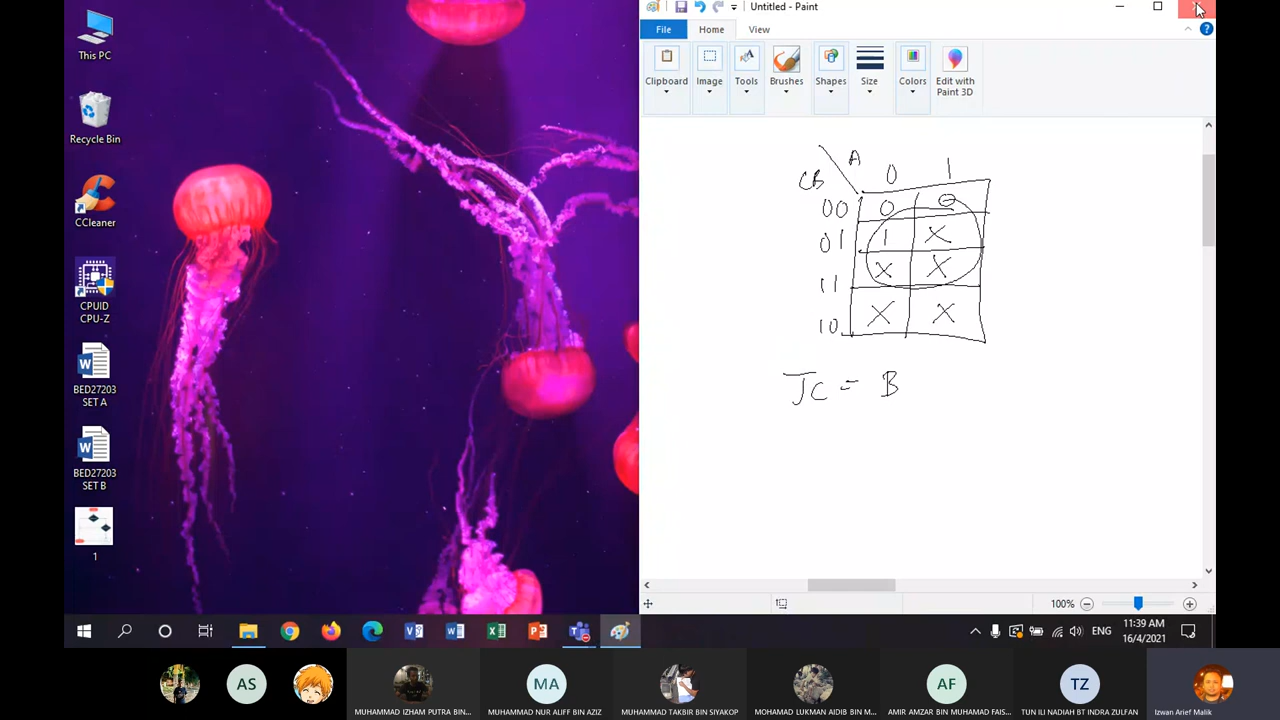 This PC
Recycle Bin
CCleaner
CPUID
CPU-Z
BED27203
SET A
BED27203
SET B
1
Untitled - Paint
File
Home
View
Clipboard
Image
Tools
Brushes
Shapes
Size
Colors
Edit with
Paint 3D
A
CB
0 1
00 0 0
01 1 X
11 X X
10 X X
JC = B
100%
ENG
11:39 AM
16/4/2021
AS
MA
AF
TZ
MUHAMMAD IZHAM PUTRA BIN...
MUHAMMAD NUR ALIFF BIN AZIZ
MUHAMMAD TAKBIR BIN SIYAKOP
MOHAMAD LUKMAN AIDIB BIN M...
AMIR AMZAR BIN MUHAMAD FAIS...
TUN ILI NADIAH BT INDRA ZULFAN
Izwan Arief Malik